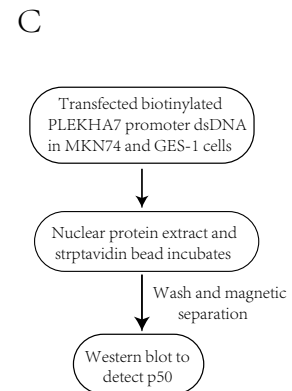 C
Transfected biotinylated
PLEKHA7 promoter dsDNA
in MKN74 and GES-1 cells
Nuclear protein extract and
strptavidin bead incubates
Wash and magnetic
separation
Western blot to
detect p50